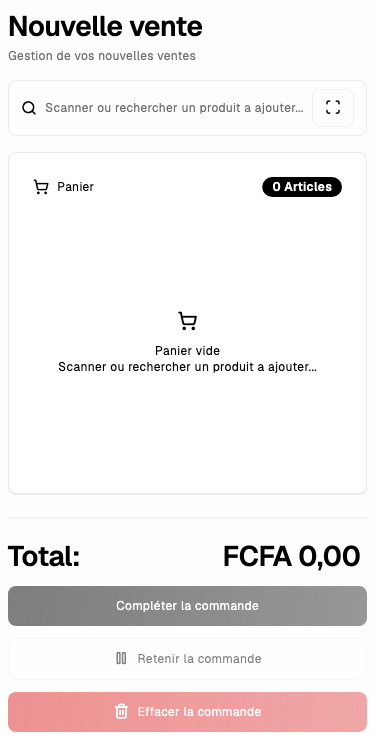 Nouvelle vente
Gestion de vos nouvelles ventes
Scanner ou rechercher un produit a ajouter...
Panier
0 Articles
Panier vide
Scanner ou rechercher un produit a ajouter...
Total:
FCFA 0,00
Compléter la commande
Retenir la commande
Effacer la commande